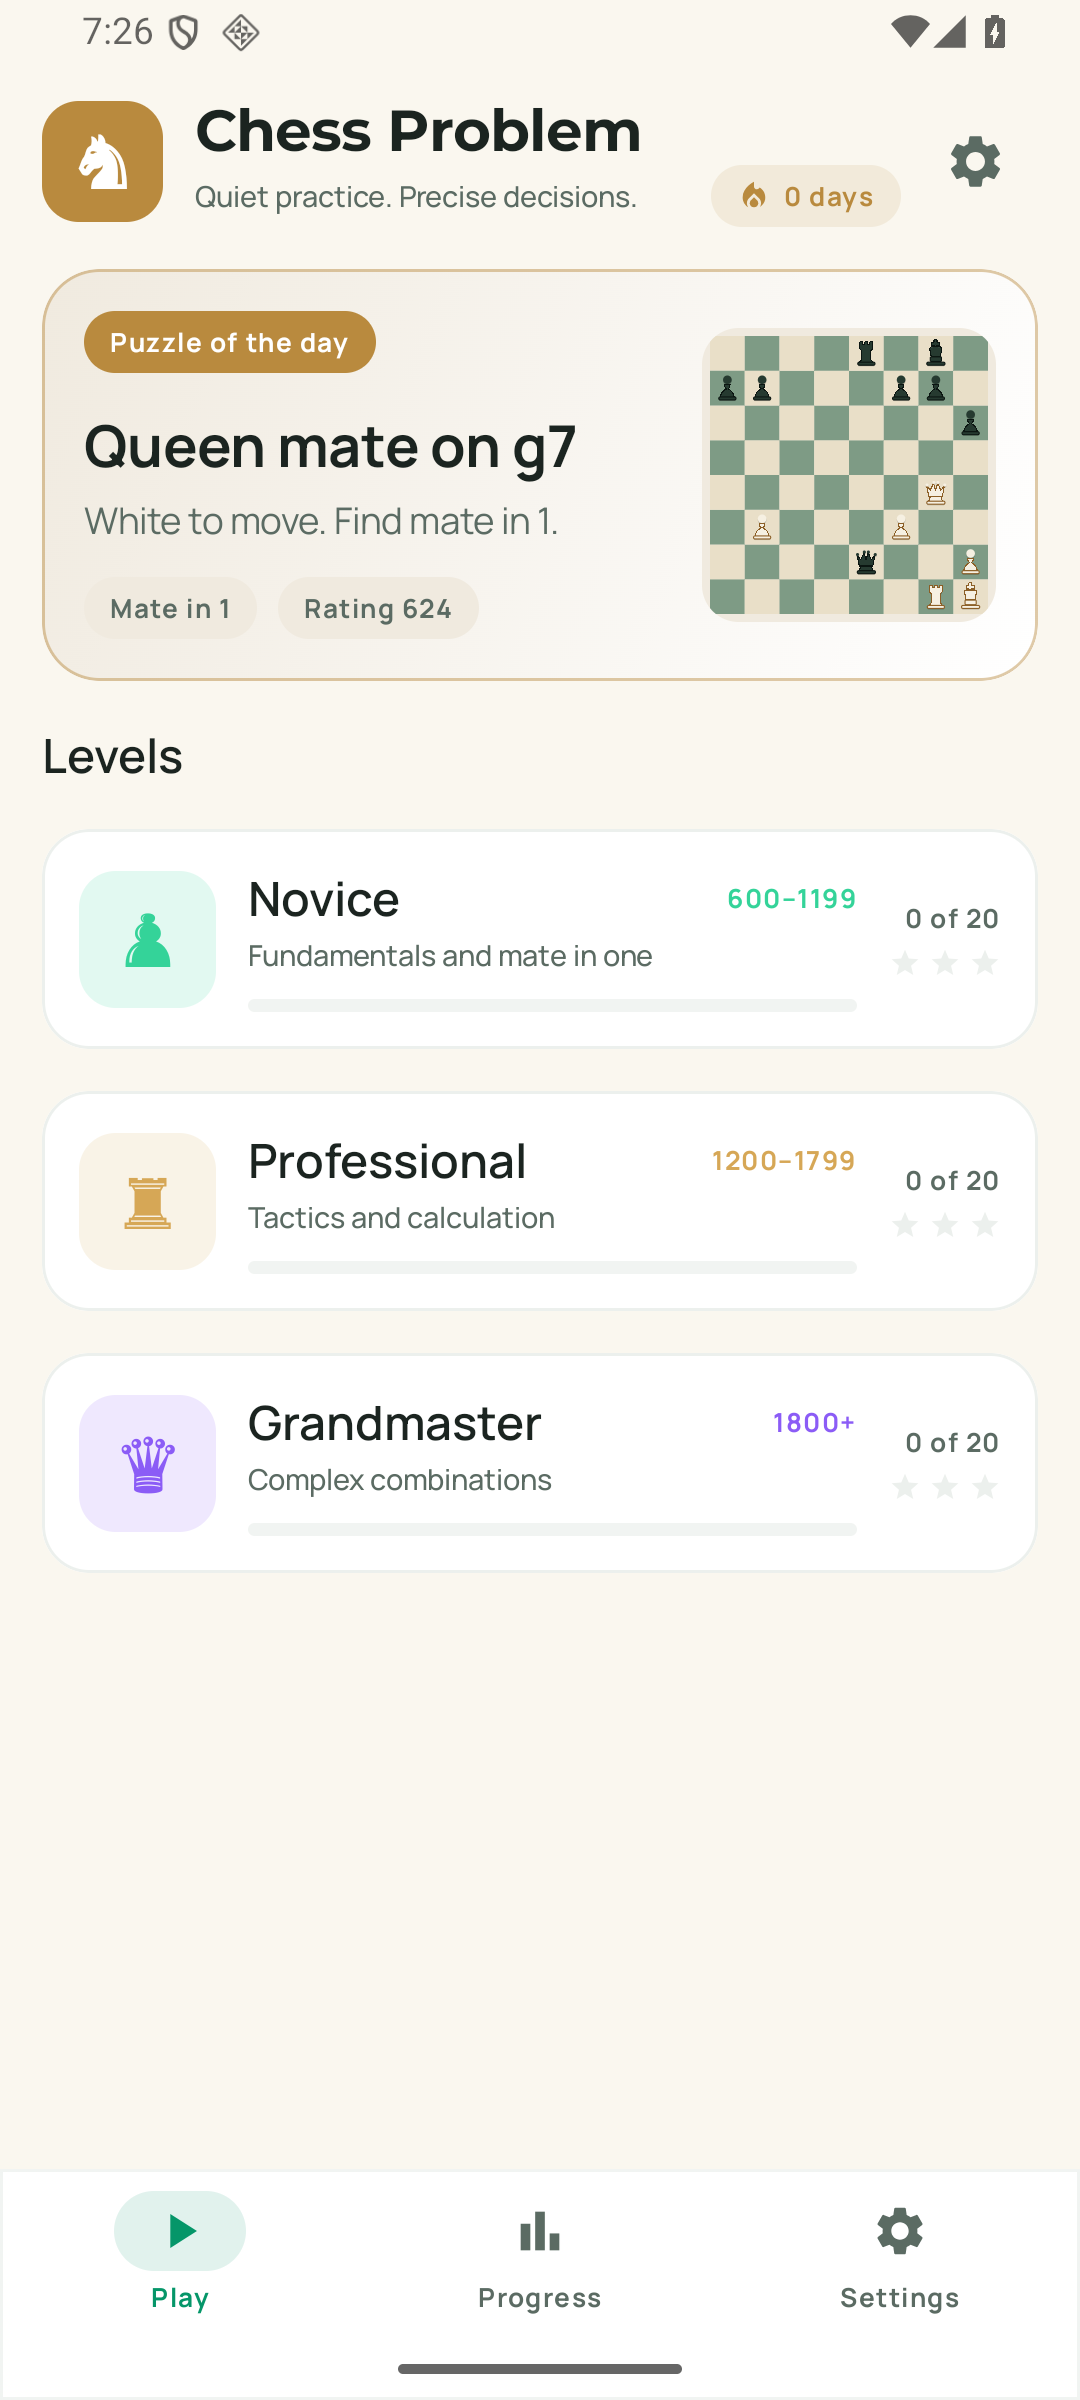 7:26
Chess Problem
Quiet practice. Precise decisions.
0 days
Puzzle of the day
Queen mate on g7
White to move. Find mate in 1.
Mate in 1
Rating 624
Levels
Novice
600–1199
0 of 20
Fundamentals and mate in one
Professional
1200–1799
0 of 20
Tactics and calculation
Grandmaster
1800+
0 of 20
Complex combinations
Play
Progress
Settings